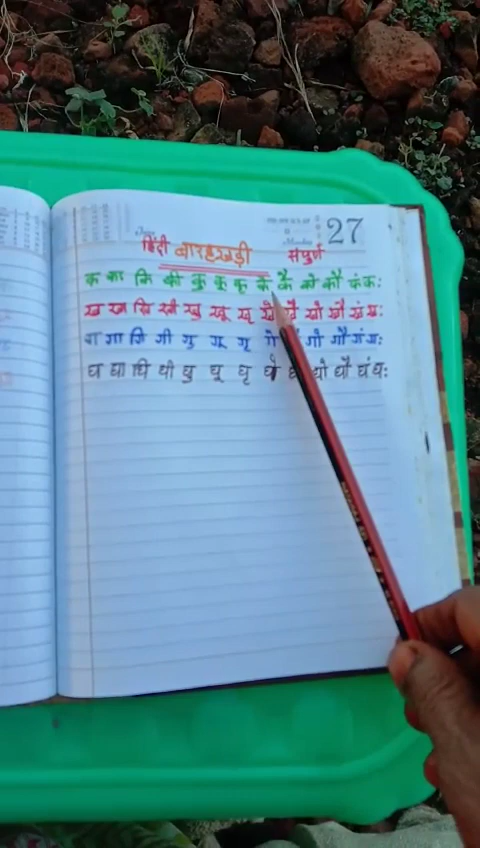 27
हिंदी बारहखड़ी संपुर्ण
क का कि की कु कू कृ के कै को कौ कं कः
ख खा खि खी खु खू खृ खे खै खो खौ खं खः
ग गा गि गी गु गू गृ गे गो गौ गं गः
घ घा घि घी घु घू घृ घे घो घौ घं घः